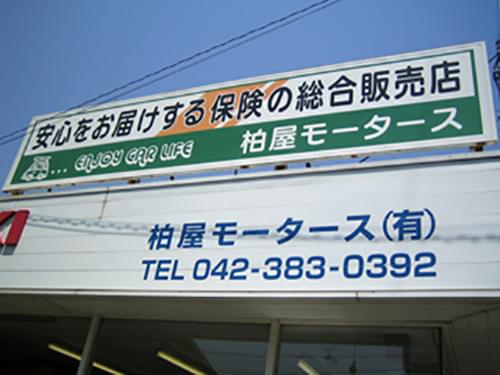 安心をお届けする保険の総合販売店
... ENJOY CAR LIFE 柏屋モータース
柏屋モータース(有)
TEL 042-383-0392